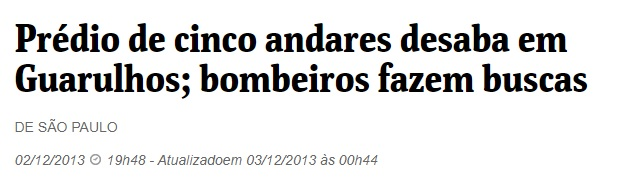 Prédio de cinco andares desaba em
Guarulhos; bombeiros fazem buscas
DE SÃO PAULO
02/12/2013 19h48 - Atualizadoem 03/12/2013 às 00h44